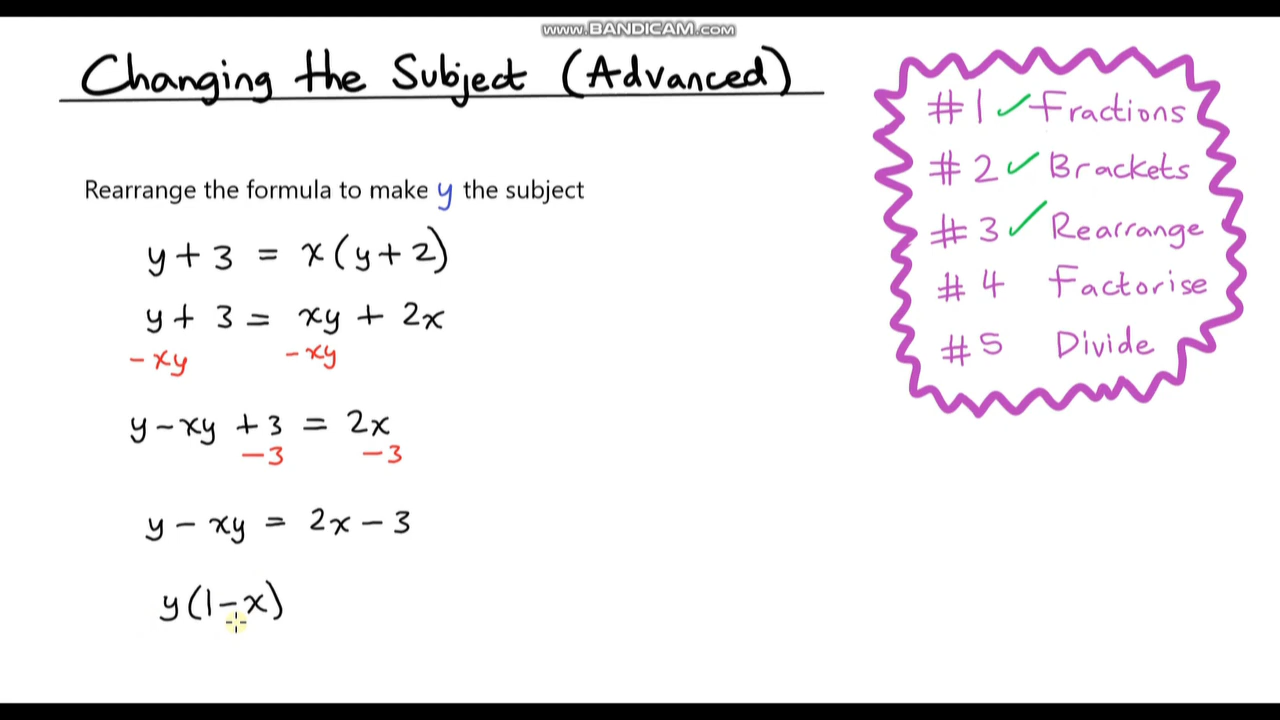 WWW.BANDICAM.COM
Changing the Subject (Advanced)
Rearrange the formula to make y the subject
y + 3 = x(y + 2)
y + 3 = xy + 2x
- xy - xy
y - xy + 3 = 2x
- 3 - 3
y - xy = 2x - 3
y(1 - x)
#1 ✓ Fractions
#2 ✓ Brackets
#3 ✓ Rearrange
#4 Factorise
#5 Divide